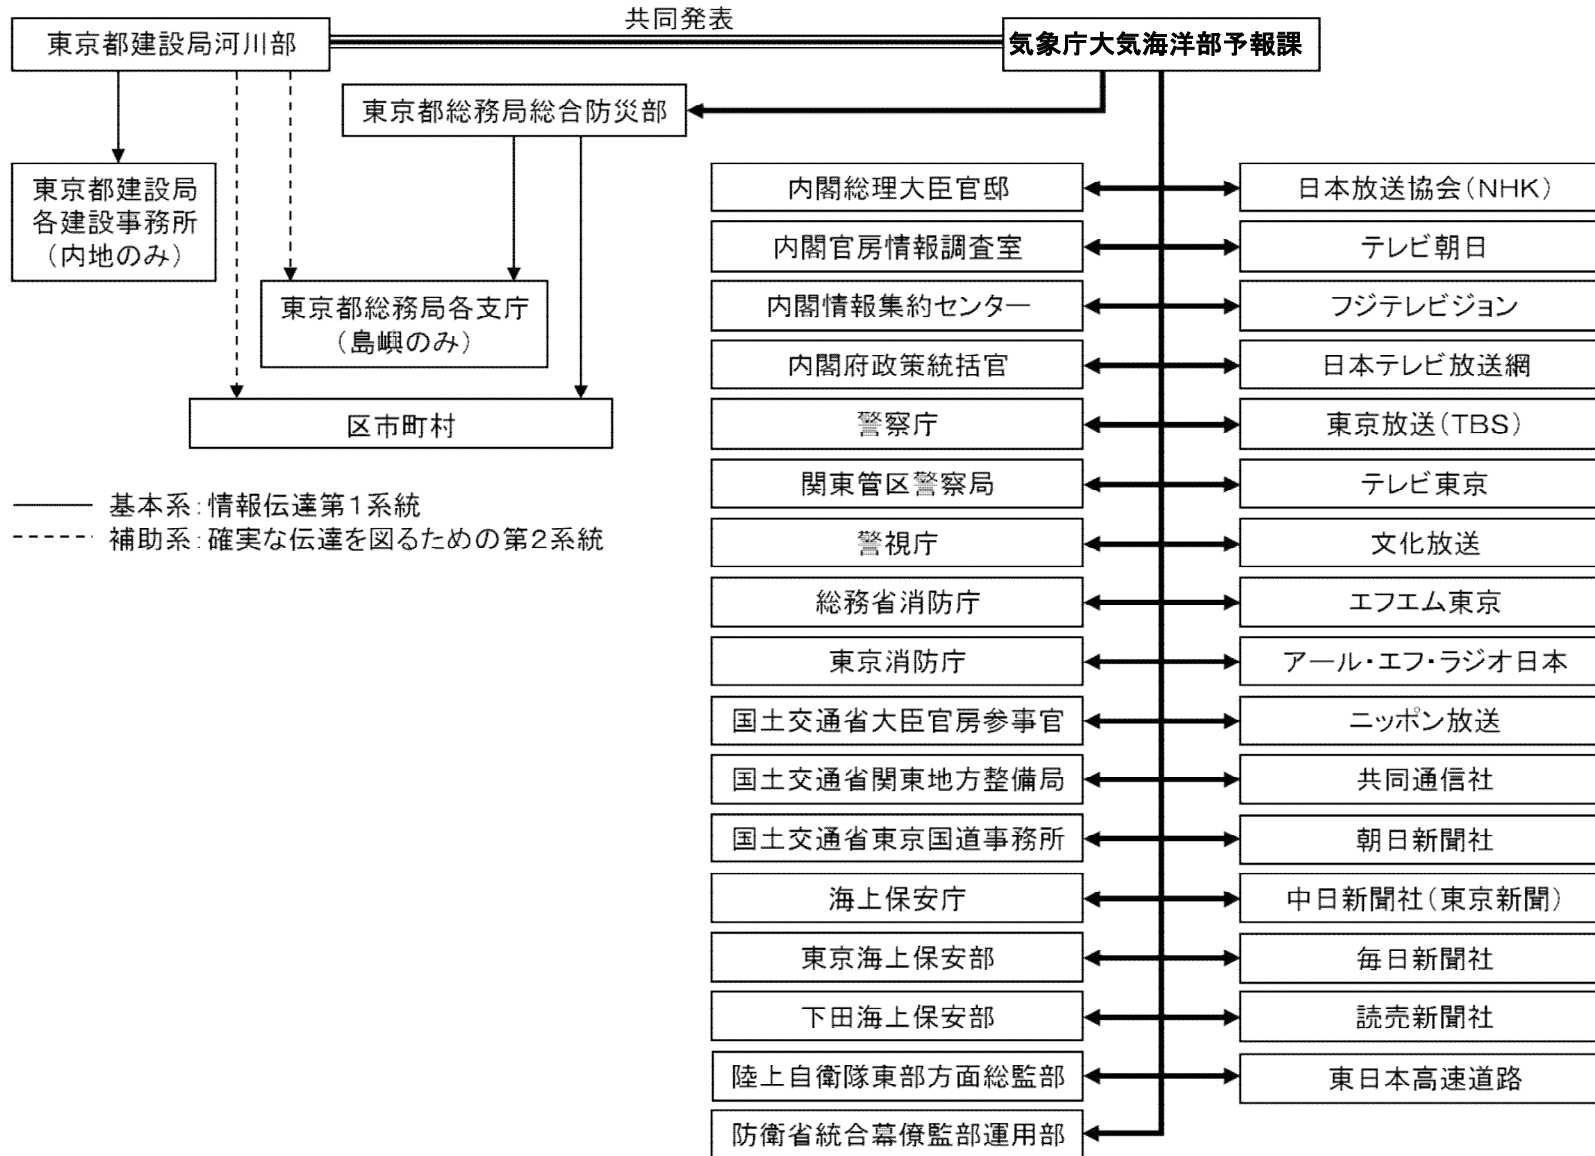 共同発表
東京都建設局河川部
気象庁大気海洋部予報課
東京都総務局総合防災部
東京都建設局
各建設事務所
(内地のみ)
東京都総務局各支庁
(島嶼のみ)
区市町村
基本系:情報伝達第1系統
補助系:確実な伝達を図るための第2系統
内閣総理大臣官邸
日本放送協会(NHK)
内閣官房情報調査室
テレビ朝日
内閣情報集約センター
フジテレビジョン
内閣府政策統括官
日本テレビ放送網
警察庁
東京放送(TBS)
関東管区警察局
テレビ東京
警視庁
文化放送
総務省消防庁
エフエム東京
東京消防庁
アール・エフ・ラジオ日本
国土交通省大臣官房参事官
ニッポン放送
国土交通省関東地方整備局
共同通信社
国土交通省東京国道事務所
朝日新聞社
海上保安庁
中日新聞社(東京新聞)
東京海上保安部
毎日新聞社
下田海上保安部
読売新聞社
陸上自衛隊東部方面総監部
東日本高速道路
防衛省統合幕僚監部運用部